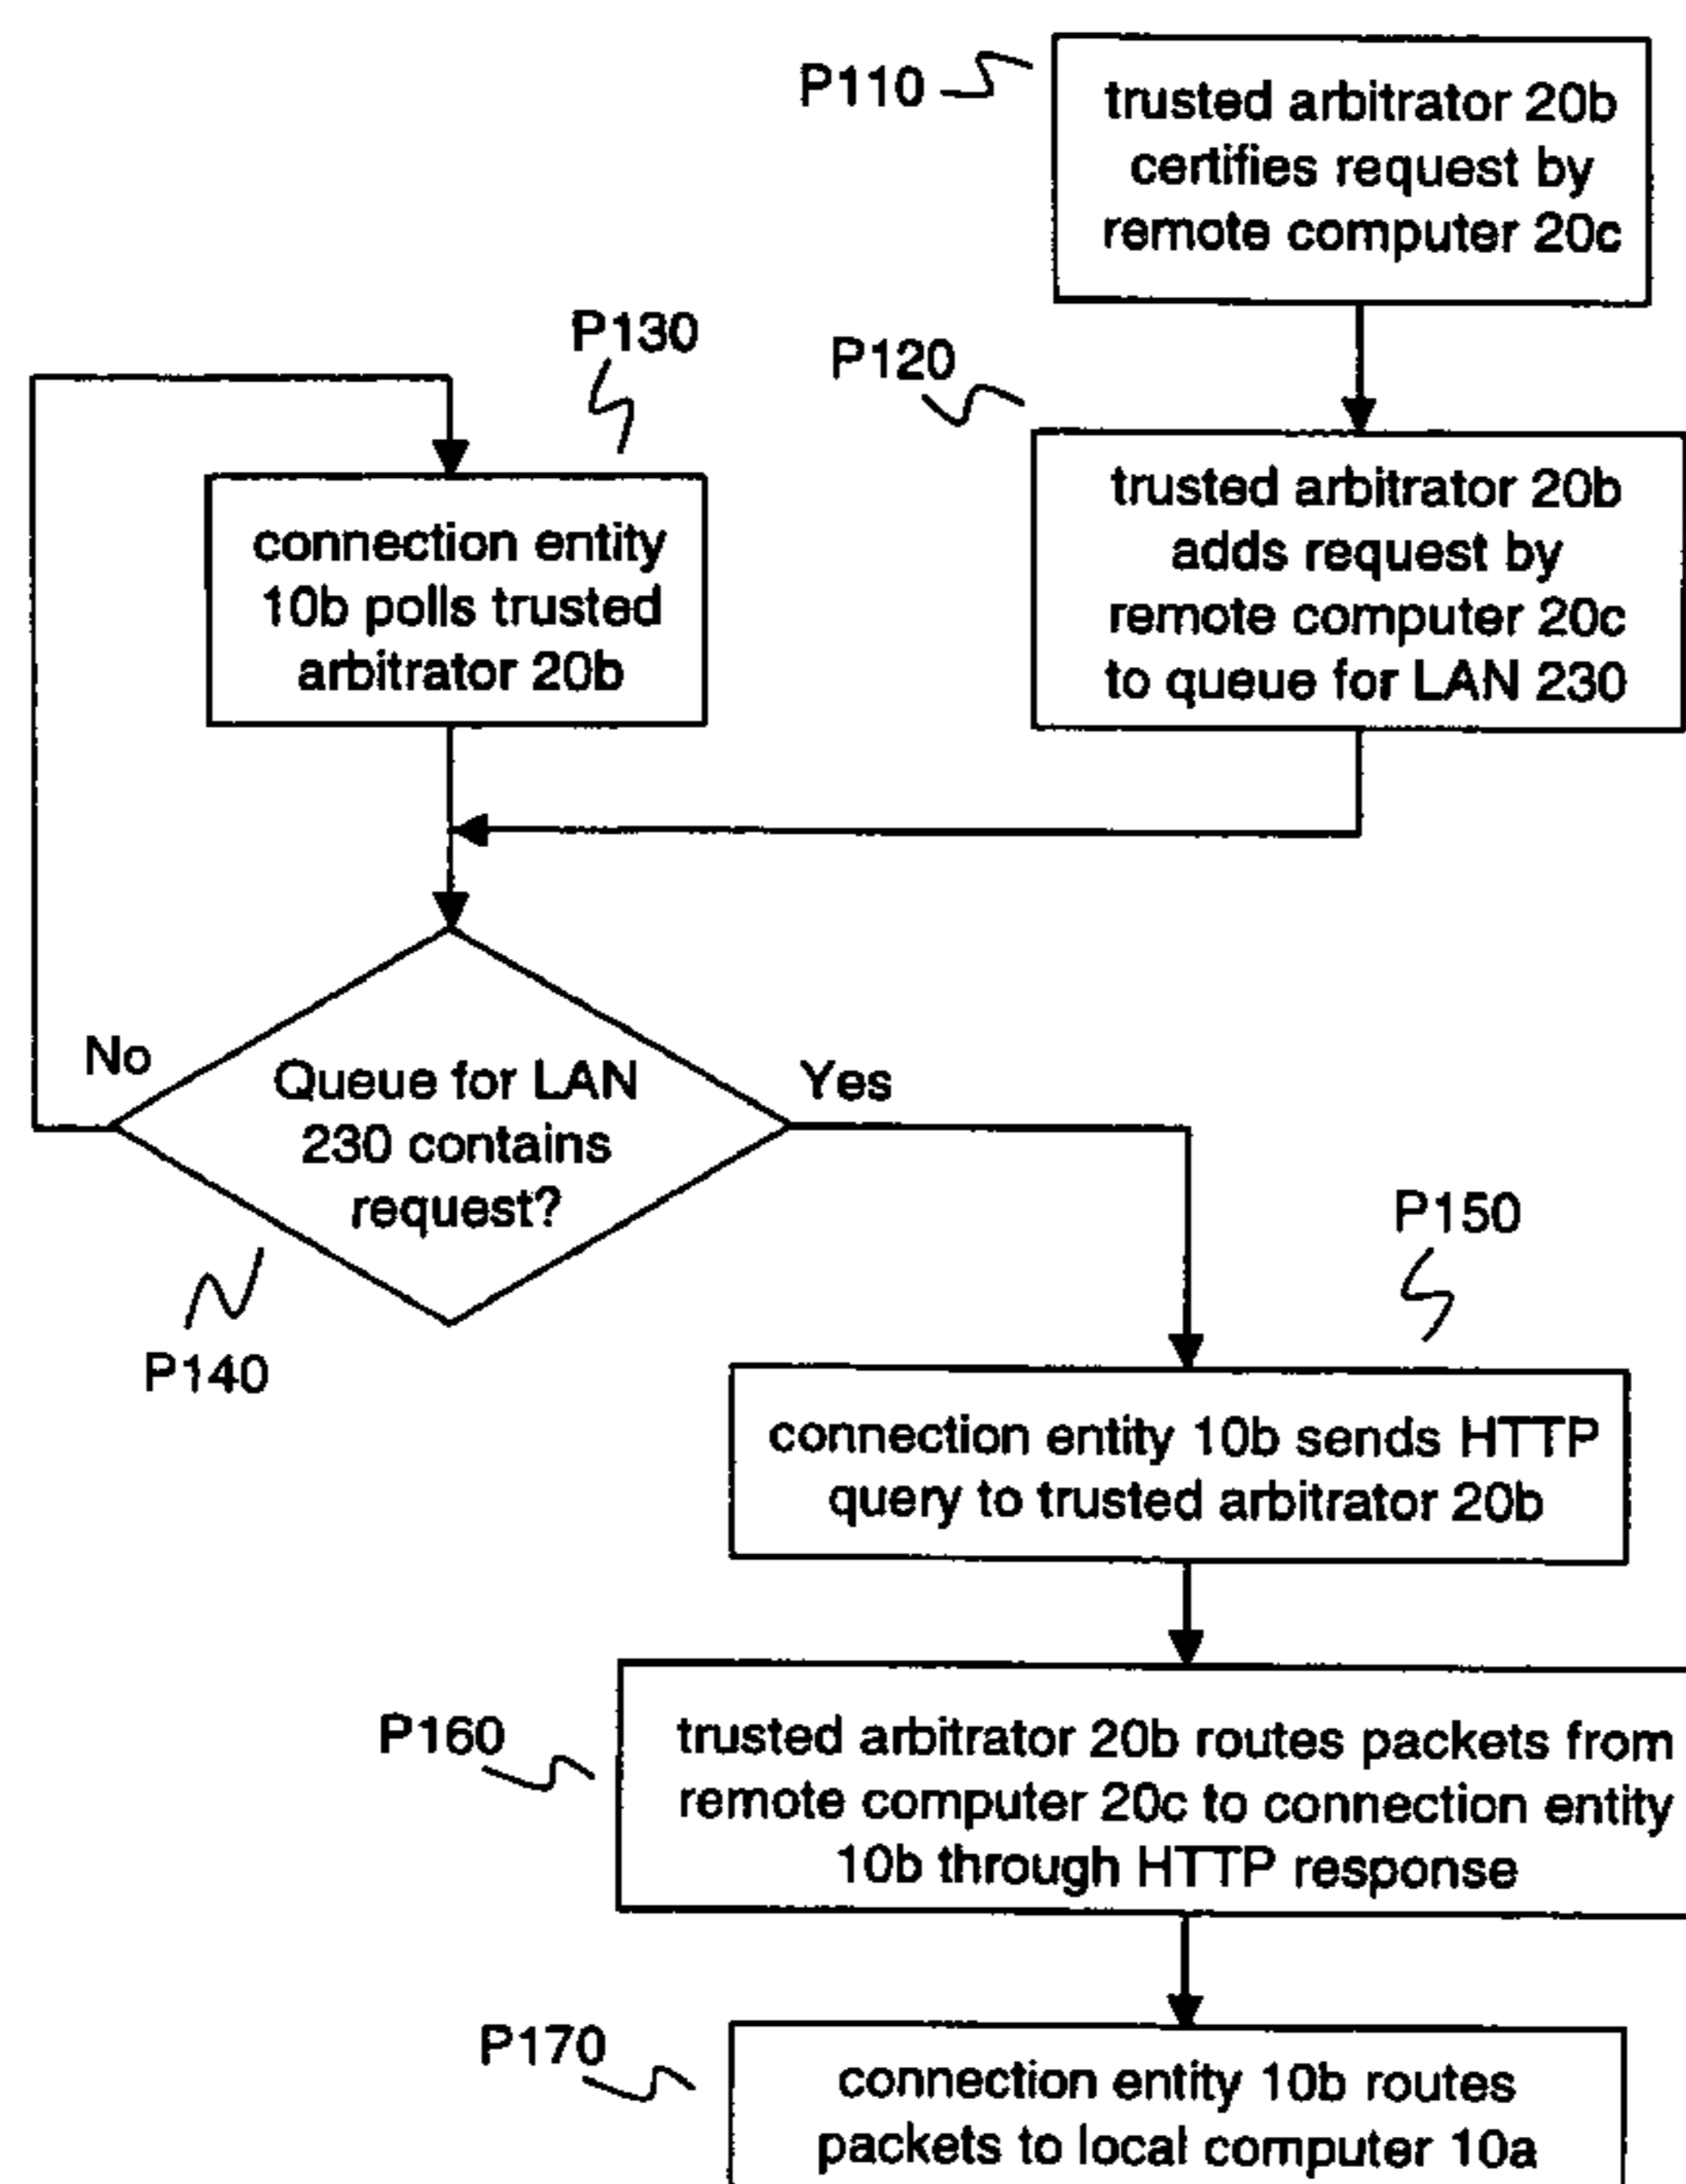 P110
trusted arbitrator 20b
certifies request by
remote computer 20c
P130
P120
connection entity
10b polls trusted
arbitrator 20b
trusted arbitrator 20b
adds request by
remote computer 20c
to queue for LAN 230
No
Yes
Queue for LAN
230 contains
request?
P140
P150
connection entity 10b sends HTTP
query to trusted arbitrator 20b
P160
trusted arbitrator 20b routes packets from
remote computer 20c to connection entity
10b through HTTP response
P170
connection entity 10b routes
packets to local computer 10a